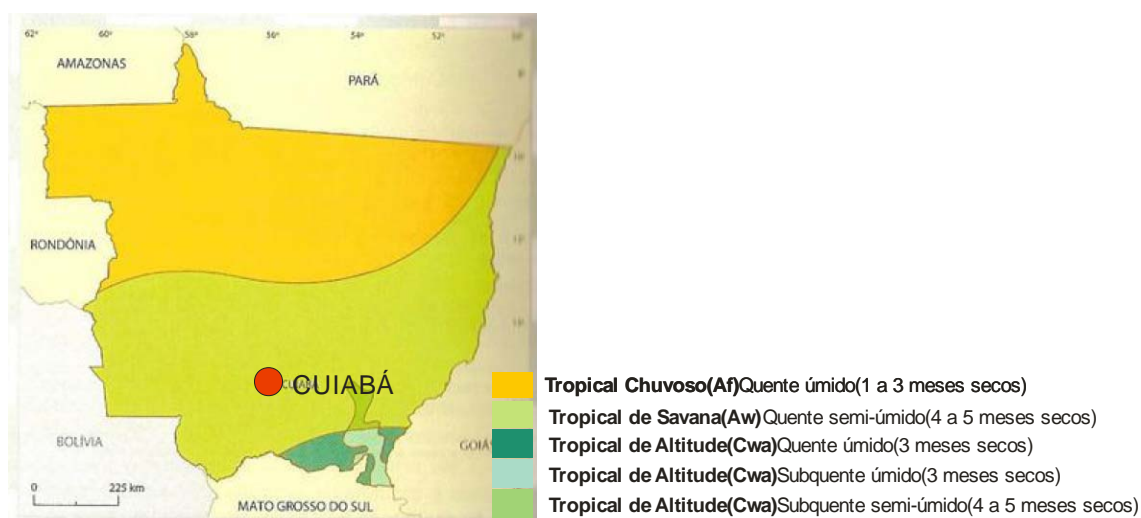 62° 60° 58° 56° 54° 52° 50°
AMAZONAS
PARÁ
RONDÔNIA
CUIABÁ
BOLÍVIA
GOIÁS
0 225 km
MATO GROSSO DO SUL
Tropical Chuvoso(Af)Quente úmido(1 a 3 meses secos)
Tropical de Savana(Aw)Quente semi-úmido(4 a 5 meses secos)
Tropical de Altitude(Cwa)Quente úmido(3 meses secos)
Tropical de Altitude(Cwa)Subquente úmido(3 meses secos)
Tropical de Altitude(Cwa)Subquente semi-úmido(4 a 5 meses secos)